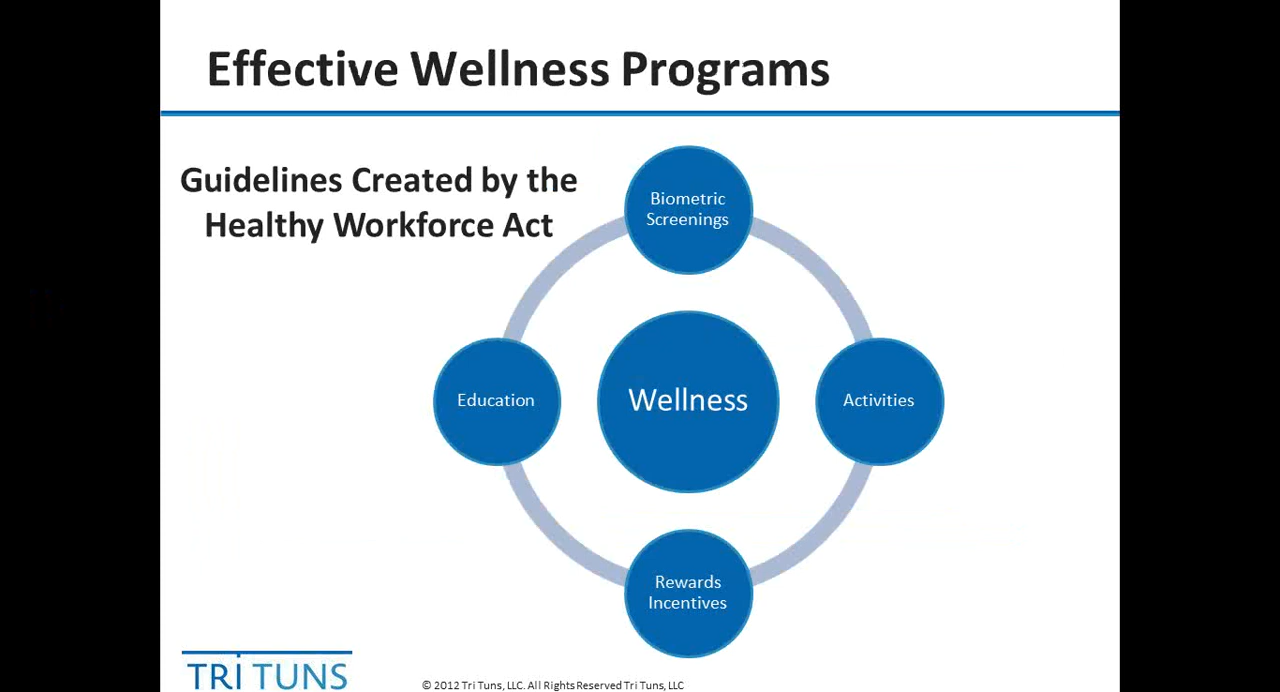 Effective Wellness Programs
Guidelines Created by the
Healthy Workforce Act
Biometric
Screenings
Education
Wellness
Activities
Rewards
Incentives
TRi TUNS
© 2012 Tri Tuns, LLC. All Rights Reserved Tri Tuns, LLC